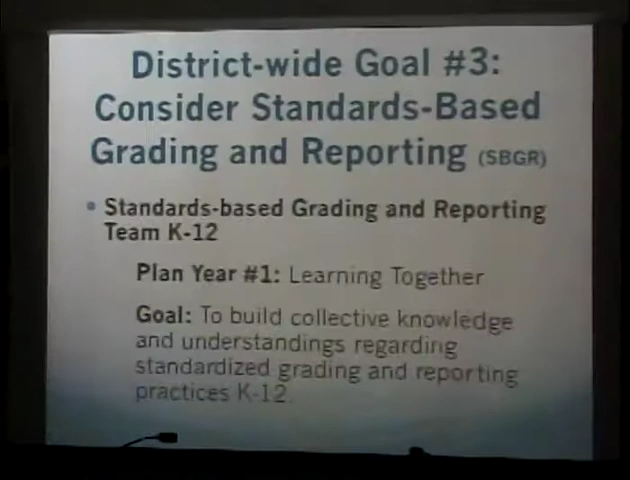 District-wide Goal #3:
Consider Standards-Based
Grading and Reporting (SBGR)
• Standards-based Grading and Reporting
Team K-12
Plan Year #1: Learning Together
Goal: To build collective knowledge
and understandings regarding
standardized grading and reporting
practices K-12.